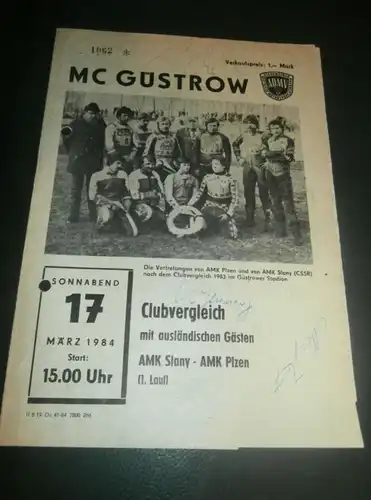 1062 *
Verkaufspreis: 1,– Mark
MC GÜSTROW
ADMV
Die Vertretungen von AMK Plzen und von AMK Slany (CSSR)
nach dem Clubvergleich 1983 im Güstrower Stadion
SONNABEND
17
MÄRZ 1984
Start:
15.00 Uhr
Clubvergleich
mit ausländischen Gästen
AMK Slany - AMK Plzen
(1. Lauf)